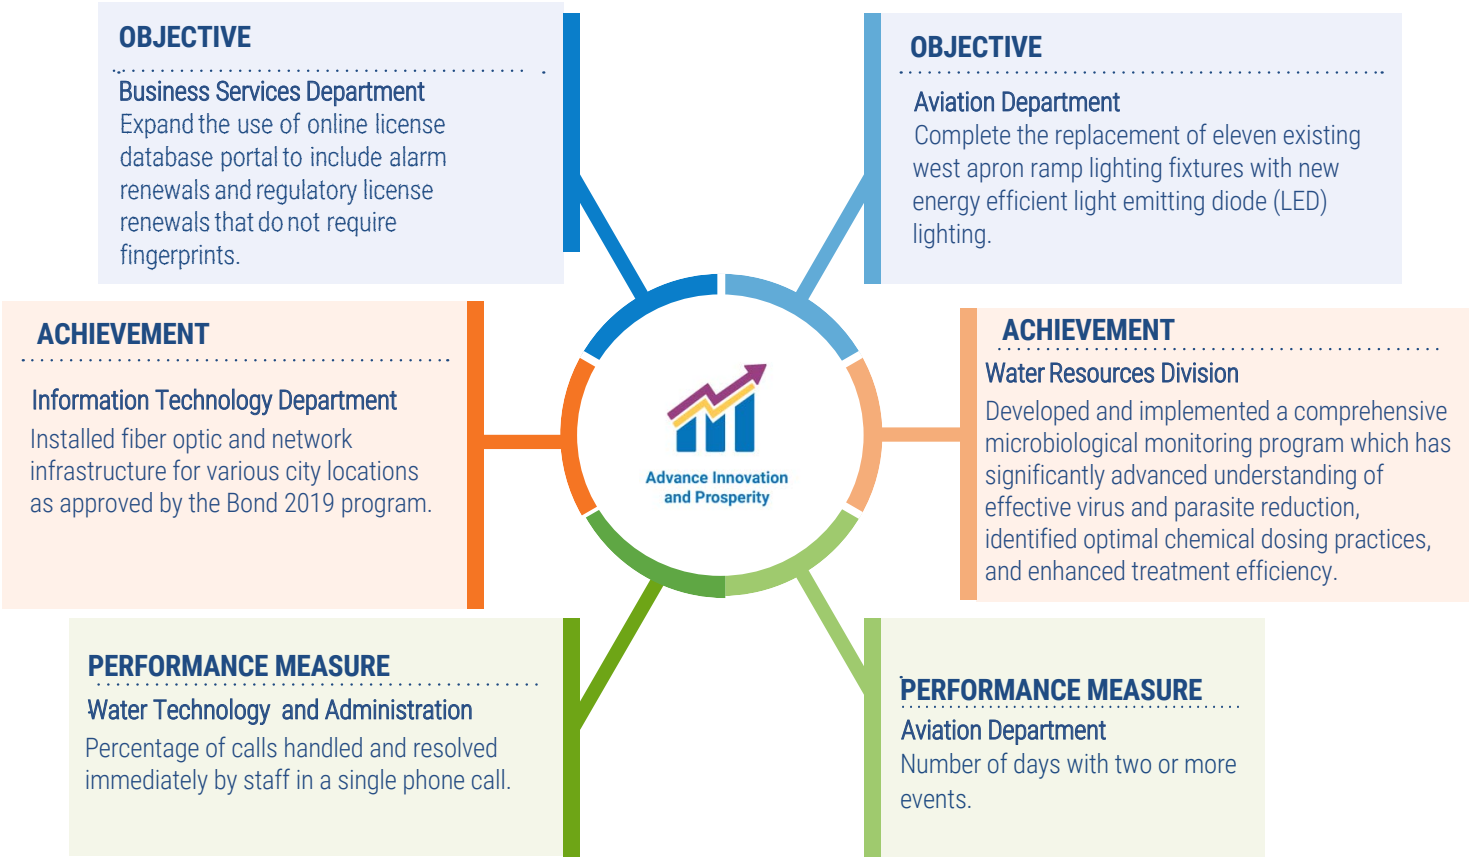 OBJECTIVE
Business Services Department
Expand the use of online license
database portal to include alarm
renewals and regulatory license
renewals that do not require
fingerprints.
OBJECTIVE
Aviation Department
Complete the replacement of eleven existing
west apron ramp lighting fixtures with new
energy efficient light emitting diode (LED)
lighting.
ACHIEVEMENT
Information Technology Department
Installed fiber optic and network
infrastructure for various city locations
as approved by the Bond 2019 program.
Advance Innovation
and Prosperity
ACHIEVEMENT
Water Resources Division
Developed and implemented a comprehensive
microbiological monitoring program which has
significantly advanced understanding of
effective virus and parasite reduction,
identified optimal chemical dosing practices,
and enhanced treatment efficiency.
PERFORMANCE MEASURE
Water Technology and Administration
Percentage of calls handled and resolved
immediately by staff in a single phone call.
PERFORMANCE MEASURE
Aviation Department
Number of days with two or more
events.